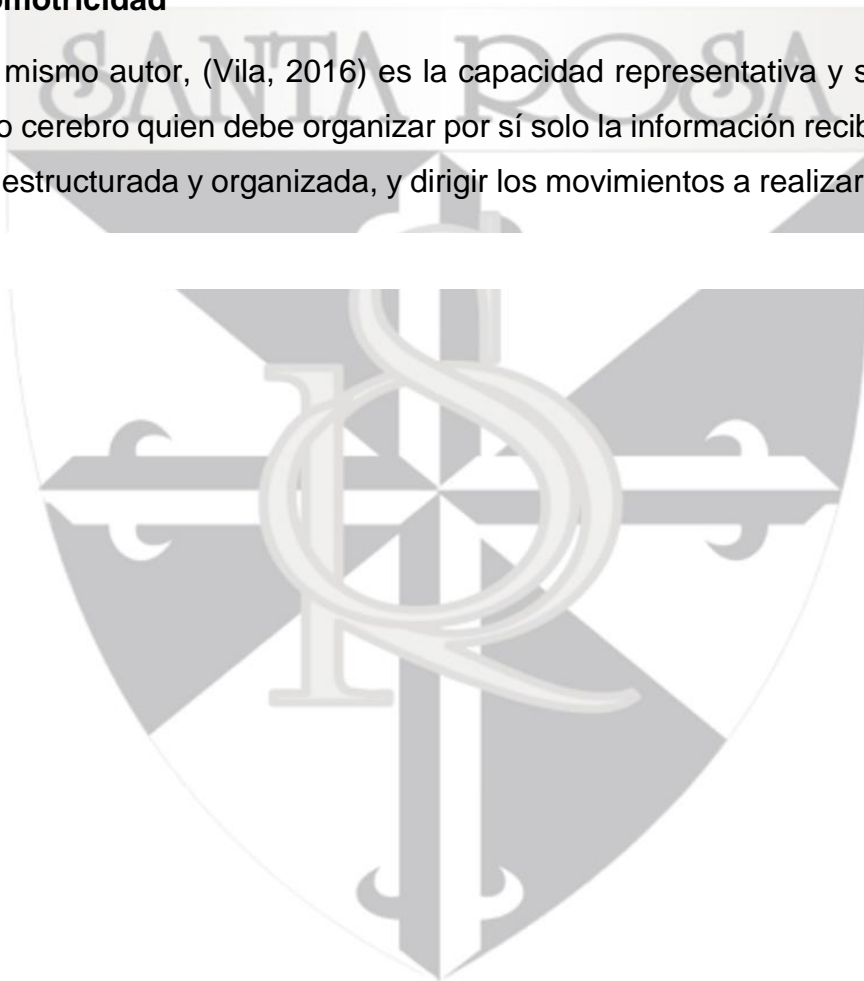 omotricidad
SANTA ROSA
mismo autor, (Vila, 2016) es la capacidad representativa y s
o cerebro quien debe organizar por sí solo la información recib
estructurada y organizada, y dirigir los movimientos a realizar